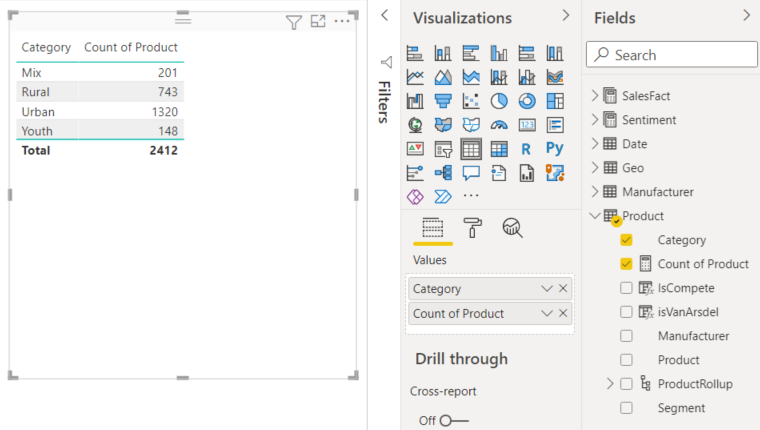 Category Count of Product
Mix 201
Rural 743
Urban 1320
Youth 148
Total 2412
Filters
Visualizations
123
R Py
Values
Category
Count of Product
Drill through
Cross-report
Off
Fields
Search
SalesFact
Sentiment
Date
Geo
Manufacturer
Product
Category
Count of Product
IsCompete
isVanArsdel
Manufacturer
Product
ProductRollup
Segment